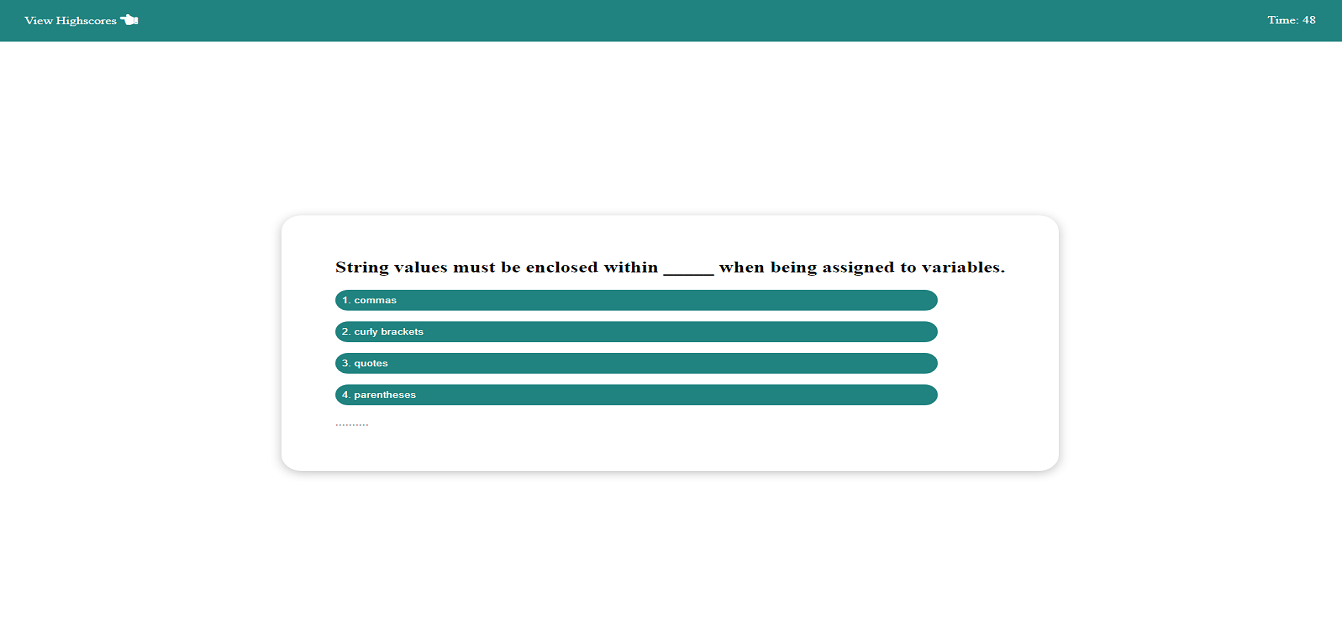 View Highscores
Time: 48
String values must be enclosed within _____ when being assigned to variables.
1. commas
2. curly brackets
3. quotes
4. parentheses
..........